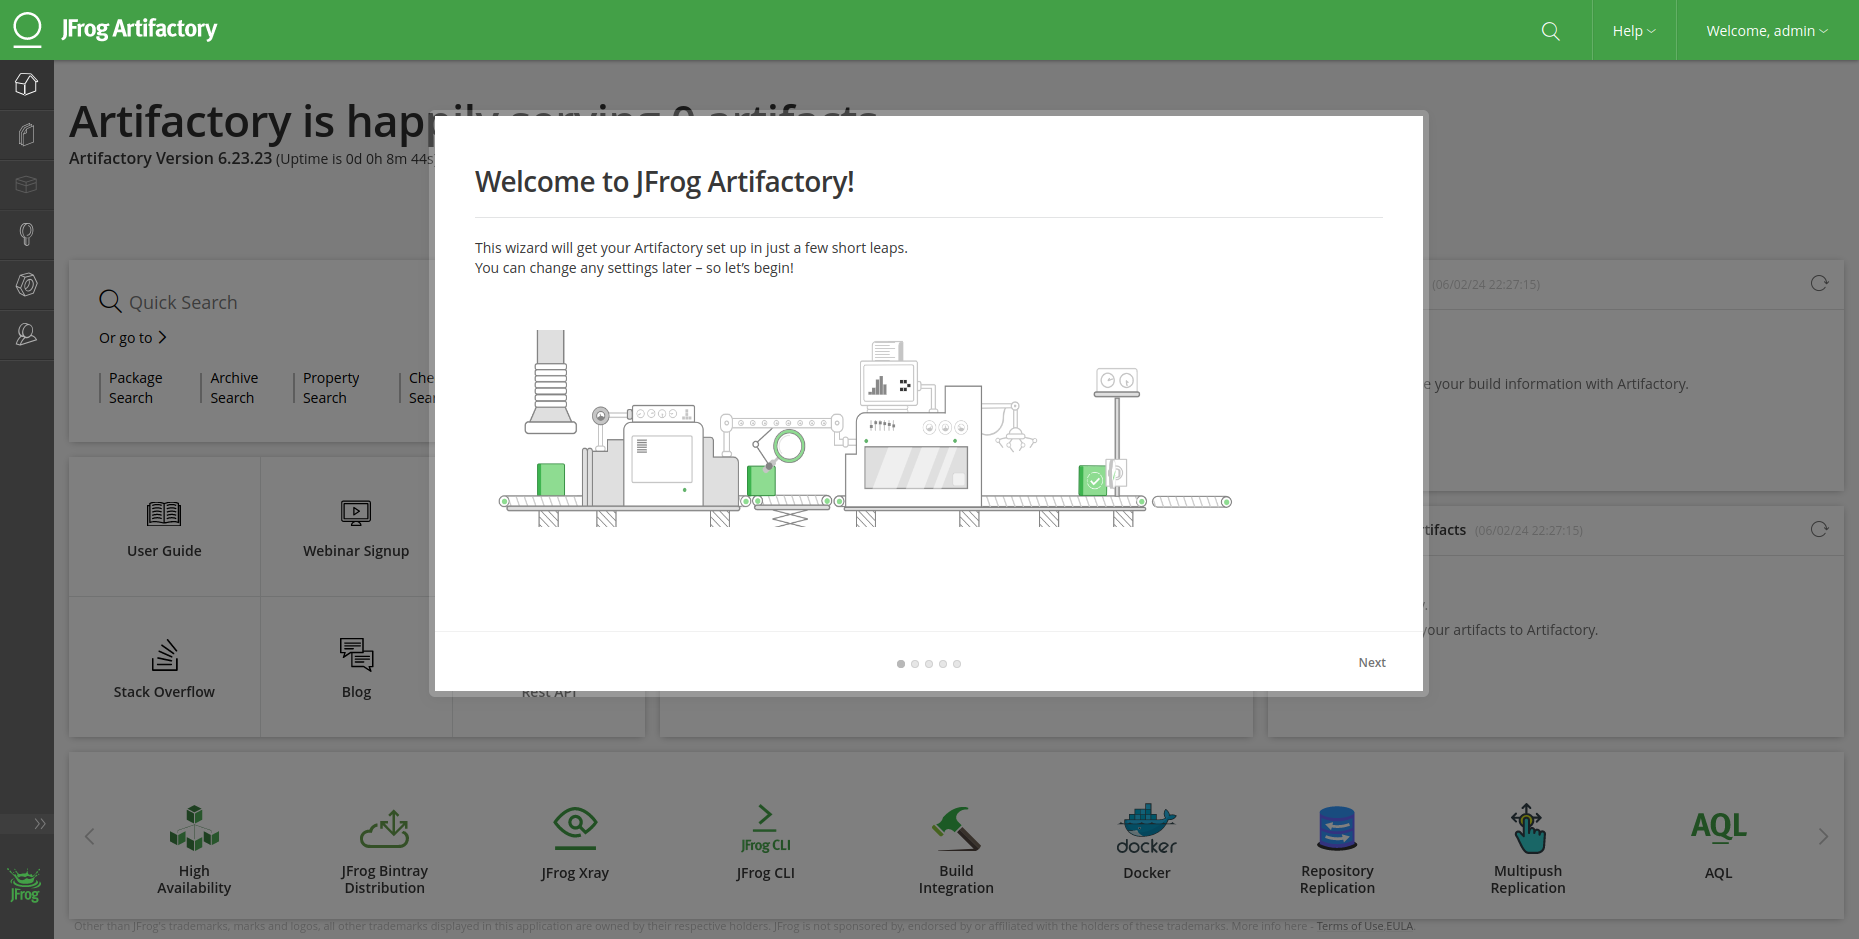 JFrog Artifactory
Help
Welcome, admin
Artifactory is happily serving 0 artifacts
Artifactory Version 6.23.23 (Uptime is 0d 0h 8m 44s
Welcome to JFrog Artifactory!
This wizard will get your Artifactory set up in just a few short leaps.
You can change any settings later – so let's begin!
Next
Quick Search
Or go to
Package
Search
Archive
Search
Property
Search
Che
Sea
(06/02/24 22:27:15)
e your build information with Artifactory.
User Guide
Webinar Signup
Stack Overflow
Blog
Rest API
tifacts (06/02/24 22:27:15)
your artifacts to Artifactory.
High
Availability
JFrog Bintray
Distribution
JFrog Xray
JFrog CLI
JFrog CLI
Build
Integration
docker
Docker
Repository
Replication
Multipush
Replication
AQL
AQL
JFrog
Other than JFrog's trademarks, marks and logos, all other trademarks displayed in this application are owned by their respective holders. JFrog is not sponsored by, endorsed by or affiliated with the holders of these trademarks. More info here - Terms of Use.EULA.